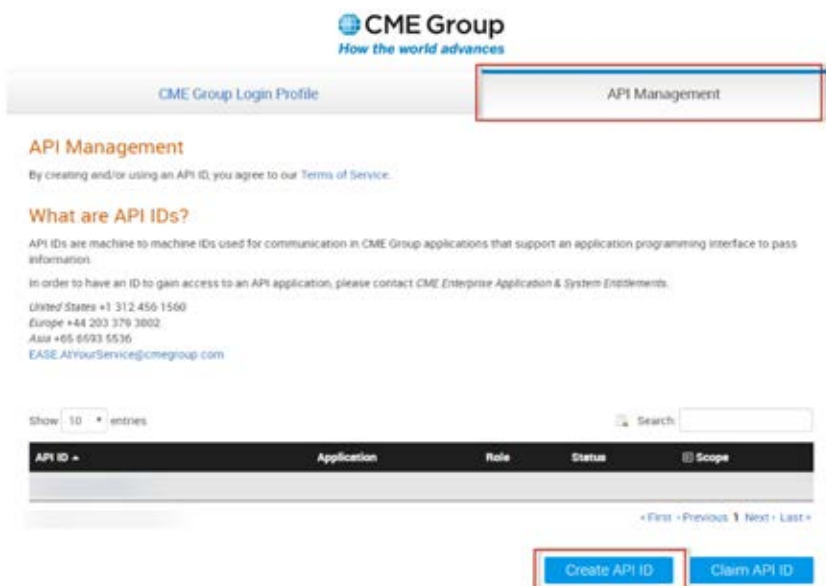 CME Group
How the world advances
CME Group Login Profile
API Management
API Management
By creating and/or using an API ID, you agree to our Terms of Service.
What are API IDs?
API IDs are machine to machine IDs used for communication in CME Group applications that support an application programming interface to pass
information.
In order to have an ID to gain access to an API application, please contact CME Enterprise Application & System Entitlements.
United States +1 312 456 1560
Europe +44 203 379 3802
Asia +65 6593 5536
EASE.AtYourService@cmegroup.com
Show 10 entries
Search
API ID Application Role Status Scope
First Previous 1 Next Last
Create API ID Claim API ID